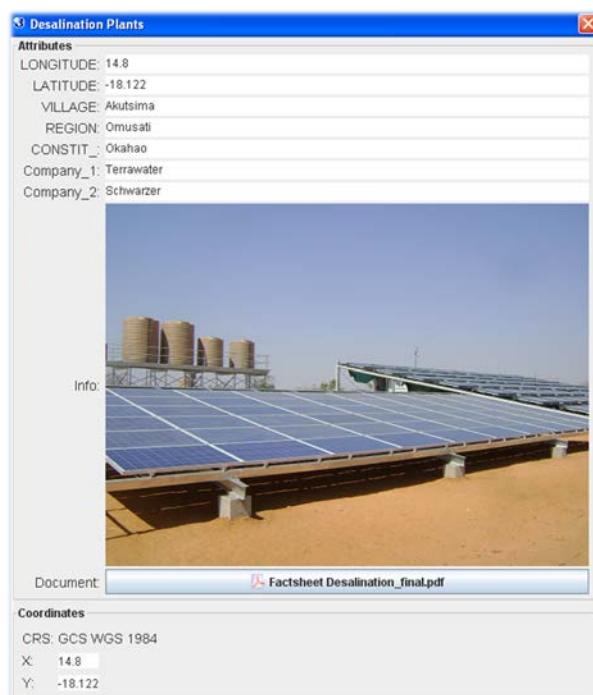 Desalination Plants
Attributes
LONGITUDE: 14.8
LATITUDE: -18.122
VILLAGE: Akutsima
REGION: Omusati
CONSTIT_: Okahao
Company_1: Terrawater
Company_2: Schwarzer
Info:
Document: Factsheet Desalination_final.pdf
Coordinates
CRS: GCS WGS 1984
X: 14.8
Y: -18.122